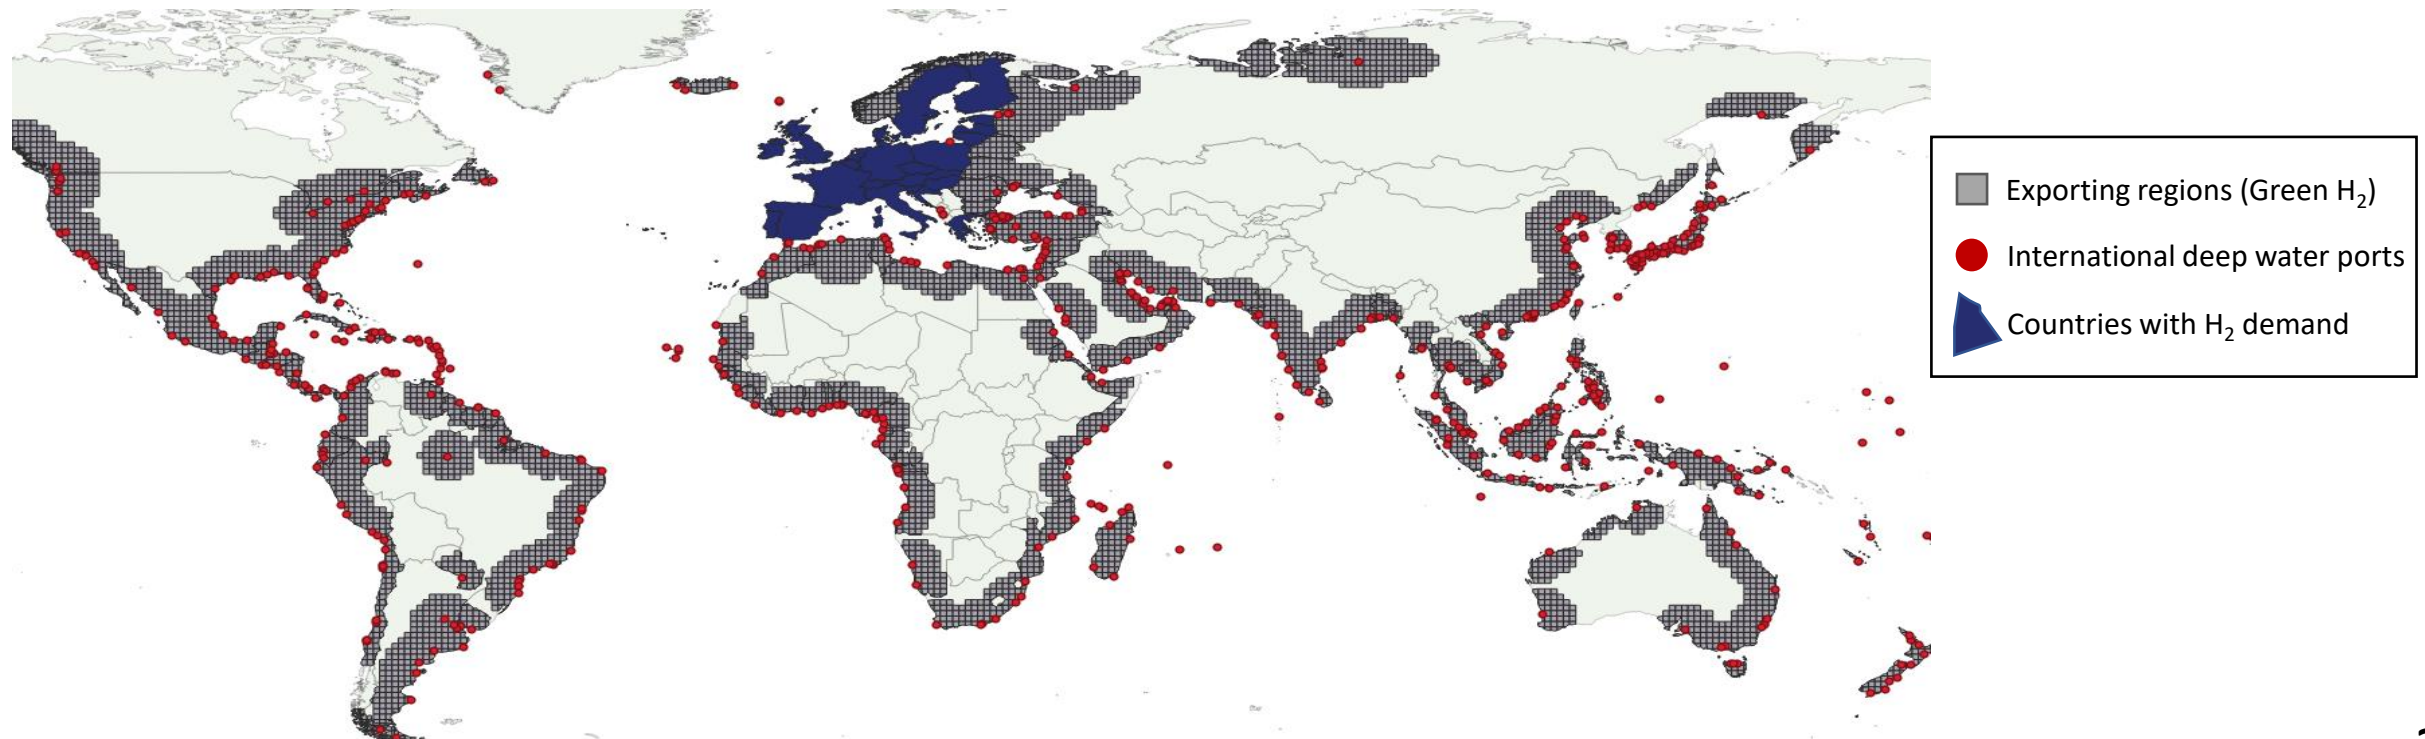 Exporting regions (Green H₂)
International deep water ports
Countries with H₂ demand